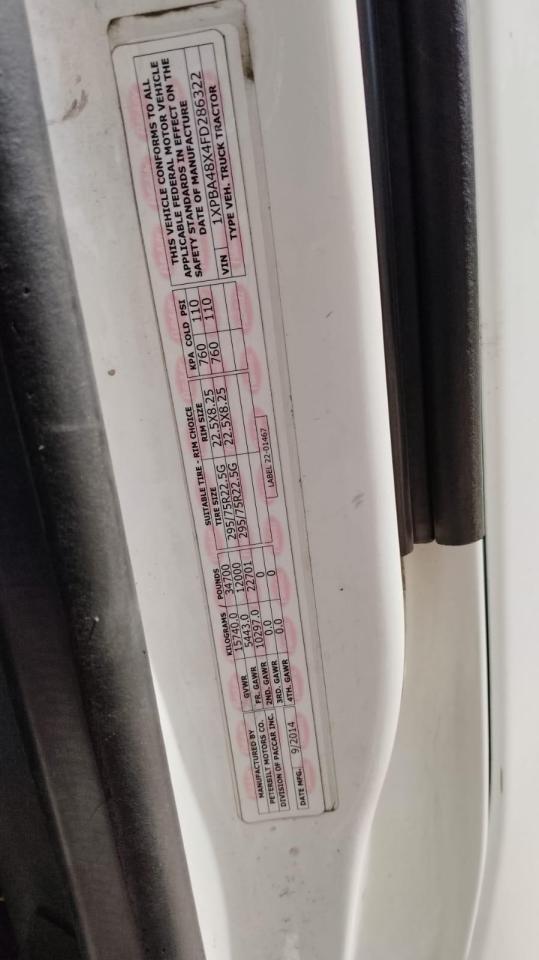 MANUFACTURED BY
PETERBILT MOTORS CO.
DIVISION OF PACCAR INC.
DATE MFG. 9/2014
KILOGRAMS / POUNDS
GVWR 15740.0 34700
FR. GAWR 5443.0 12000
2ND. GAWR 10297.0 22701
3RD. GAWR 0.0 0
4TH. GAWR 0.0 0
SUITABLE TIRE - RIM CHOICE
TIRE SIZE RIM SIZE KPA COLD PSI
295/75R22.5G 22.5X8.25 760 110
295/75R22.5G 22.5X8.25 760 110
LABEL 22-01467
THIS VEHICLE CONFORMS TO ALL
APPLICABLE FEDERAL MOTOR VEHICLE
SAFETY STANDARDS IN EFFECT ON THE
DATE OF MANUFACTURE
VIN 1XPBA48X4FD286322
TYPE VEH. TRUCK TRACTOR